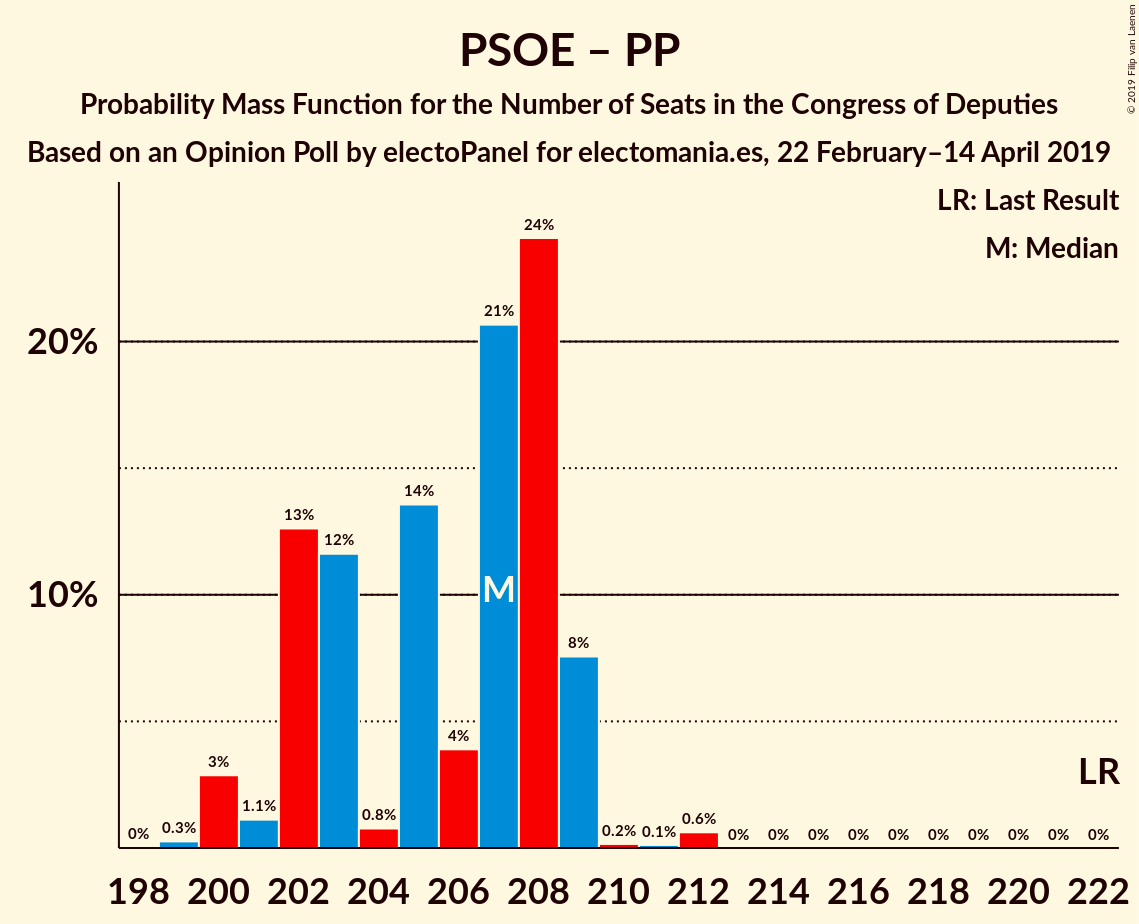 PSOE – PP
Probability Mass Function for the Number of Seats in the Congress of Deputies
Based on an Opinion Poll by electoPanel for electomania.es, 22 February–14 April 2019
© 2019 Filip van Laenen
LR: Last Result
M: Median
24%
21%
20%
14%
13%
12%
M
10%
8%
4%
3%
LR
1.1%
0.8%
0.6%
0% 0.3% 0.2% 0.1% 0% 0% 0% 0% 0% 0% 0% 0% 0% 0%
198 200 202 204 206 208 210 212 214 216 218 220 222